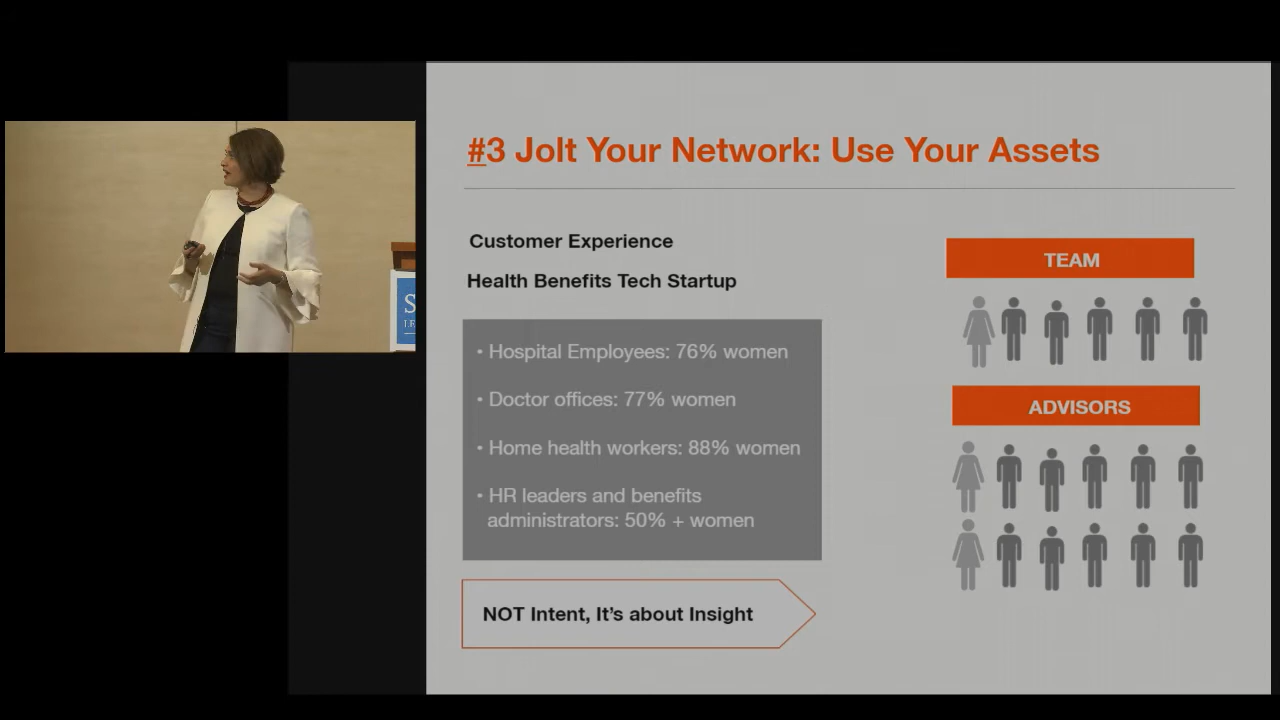 #3 Jolt Your Network: Use Your Assets
Customer Experience
Health Benefits Tech Startup
• Hospital Employees: 76% women
• Doctor offices: 77% women
• Home health workers: 88% women
• HR leaders and benefits
administrators: 50% + women
NOT Intent, It's about Insight
TEAM
ADVISORS